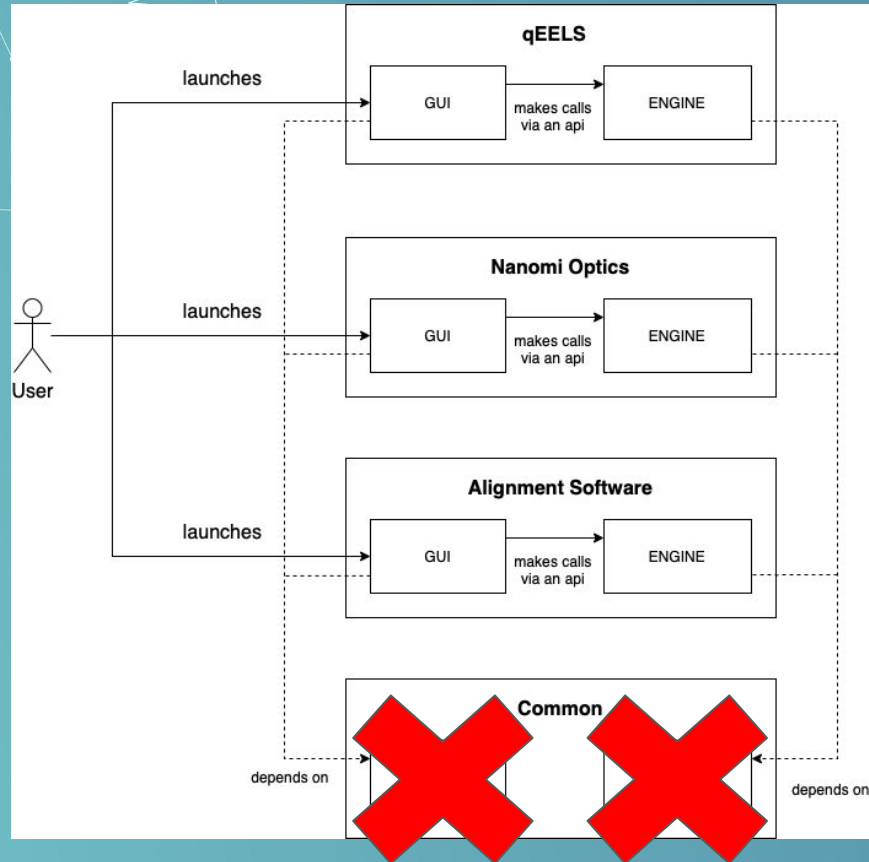 qEELS
launches
GUI
makes calls
via an api
ENGINE
Nanomi Optics
launches
GUI
makes calls
via an api
ENGINE
User
Alignment Software
launches
GUI
makes calls
via an api
ENGINE
Common
depends on
depends on